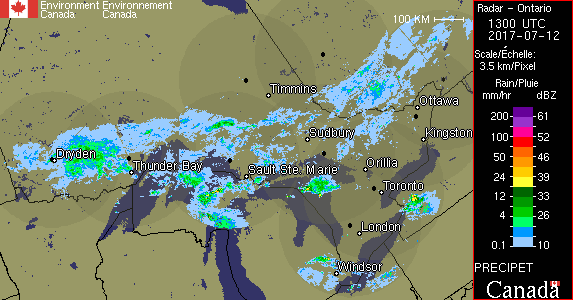 Environment Environnement
Canada Canada
Radar - Ontario
1300 UTC
2017-07-12
Scale/Échelle:
3.5 km/Pixel
Rain/Pluie
mm/hr dBZ
200 61
100 52
50 46
24 39
12 33
4 26
0.1 10
PRECIPET
Canada
100 KM
Timmins
Ottawa
Sudbury
Kingston
Dryden
Thunder Bay
Sault Ste. Marie
Orillia
Toronto
London
Windsor